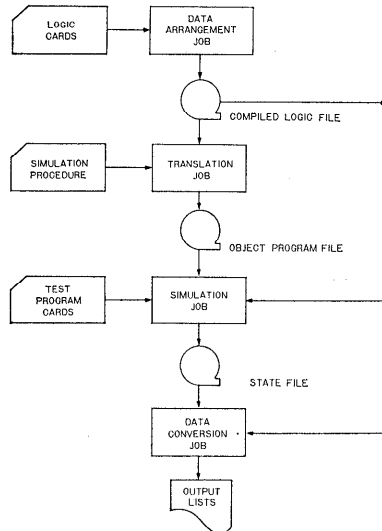 LOGIC
CARDS
DATA
ARRANGEMENT
JOB
COMPILED LOGIC FILE
SIMULATION
PROCEDURE
TRANSLATION
JOB
OBJECT PROGRAM FILE
TEST
PROGRAM
CARDS
SIMULATION
JOB
STATE FILE
DATA
CONVERSION
JOB
OUTPUT
LISTS